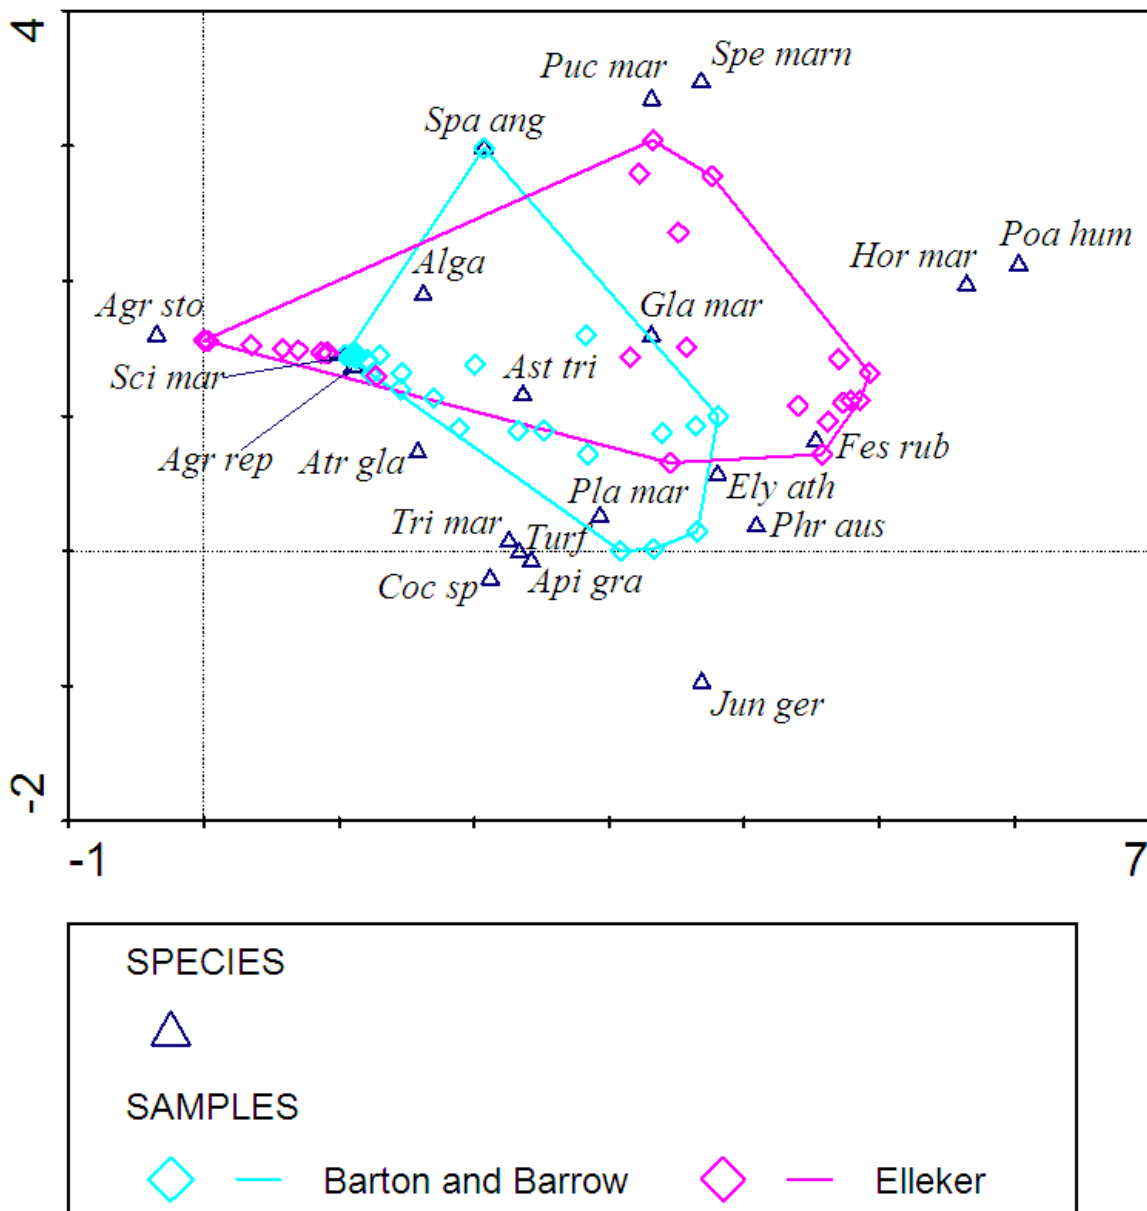 4
Spe marn
Puc mar
Spa ang
Poa hum
Hor mar
Alga
Agr sto
Gla mar
Sci mar
Ast tri
Agr rep
Atr gla
Fes rub
Ely ath
Pla mar
Phr aus
Tri mar
Turf
Coc sp
Api gra
Jun ger
-2
-1
7
SPECIES
SAMPLES
Barton and Barrow
Elleker